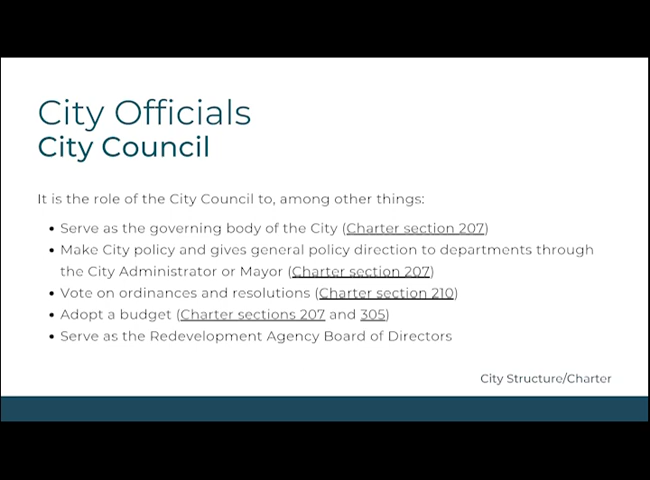 City Officials
City Council
It is the role of the City Council to, among other things:
• Serve as the governing body of the City (Charter section 207)
• Make City policy and gives general policy direction to departments through
the City Administrator or Mayor (Charter section 207)
• Vote on ordinances and resolutions (Charter section 210)
• Adopt a budget (Charter sections 207 and 305)
• Serve as the Redevelopment Agency Board of Directors
City Structure/Charter